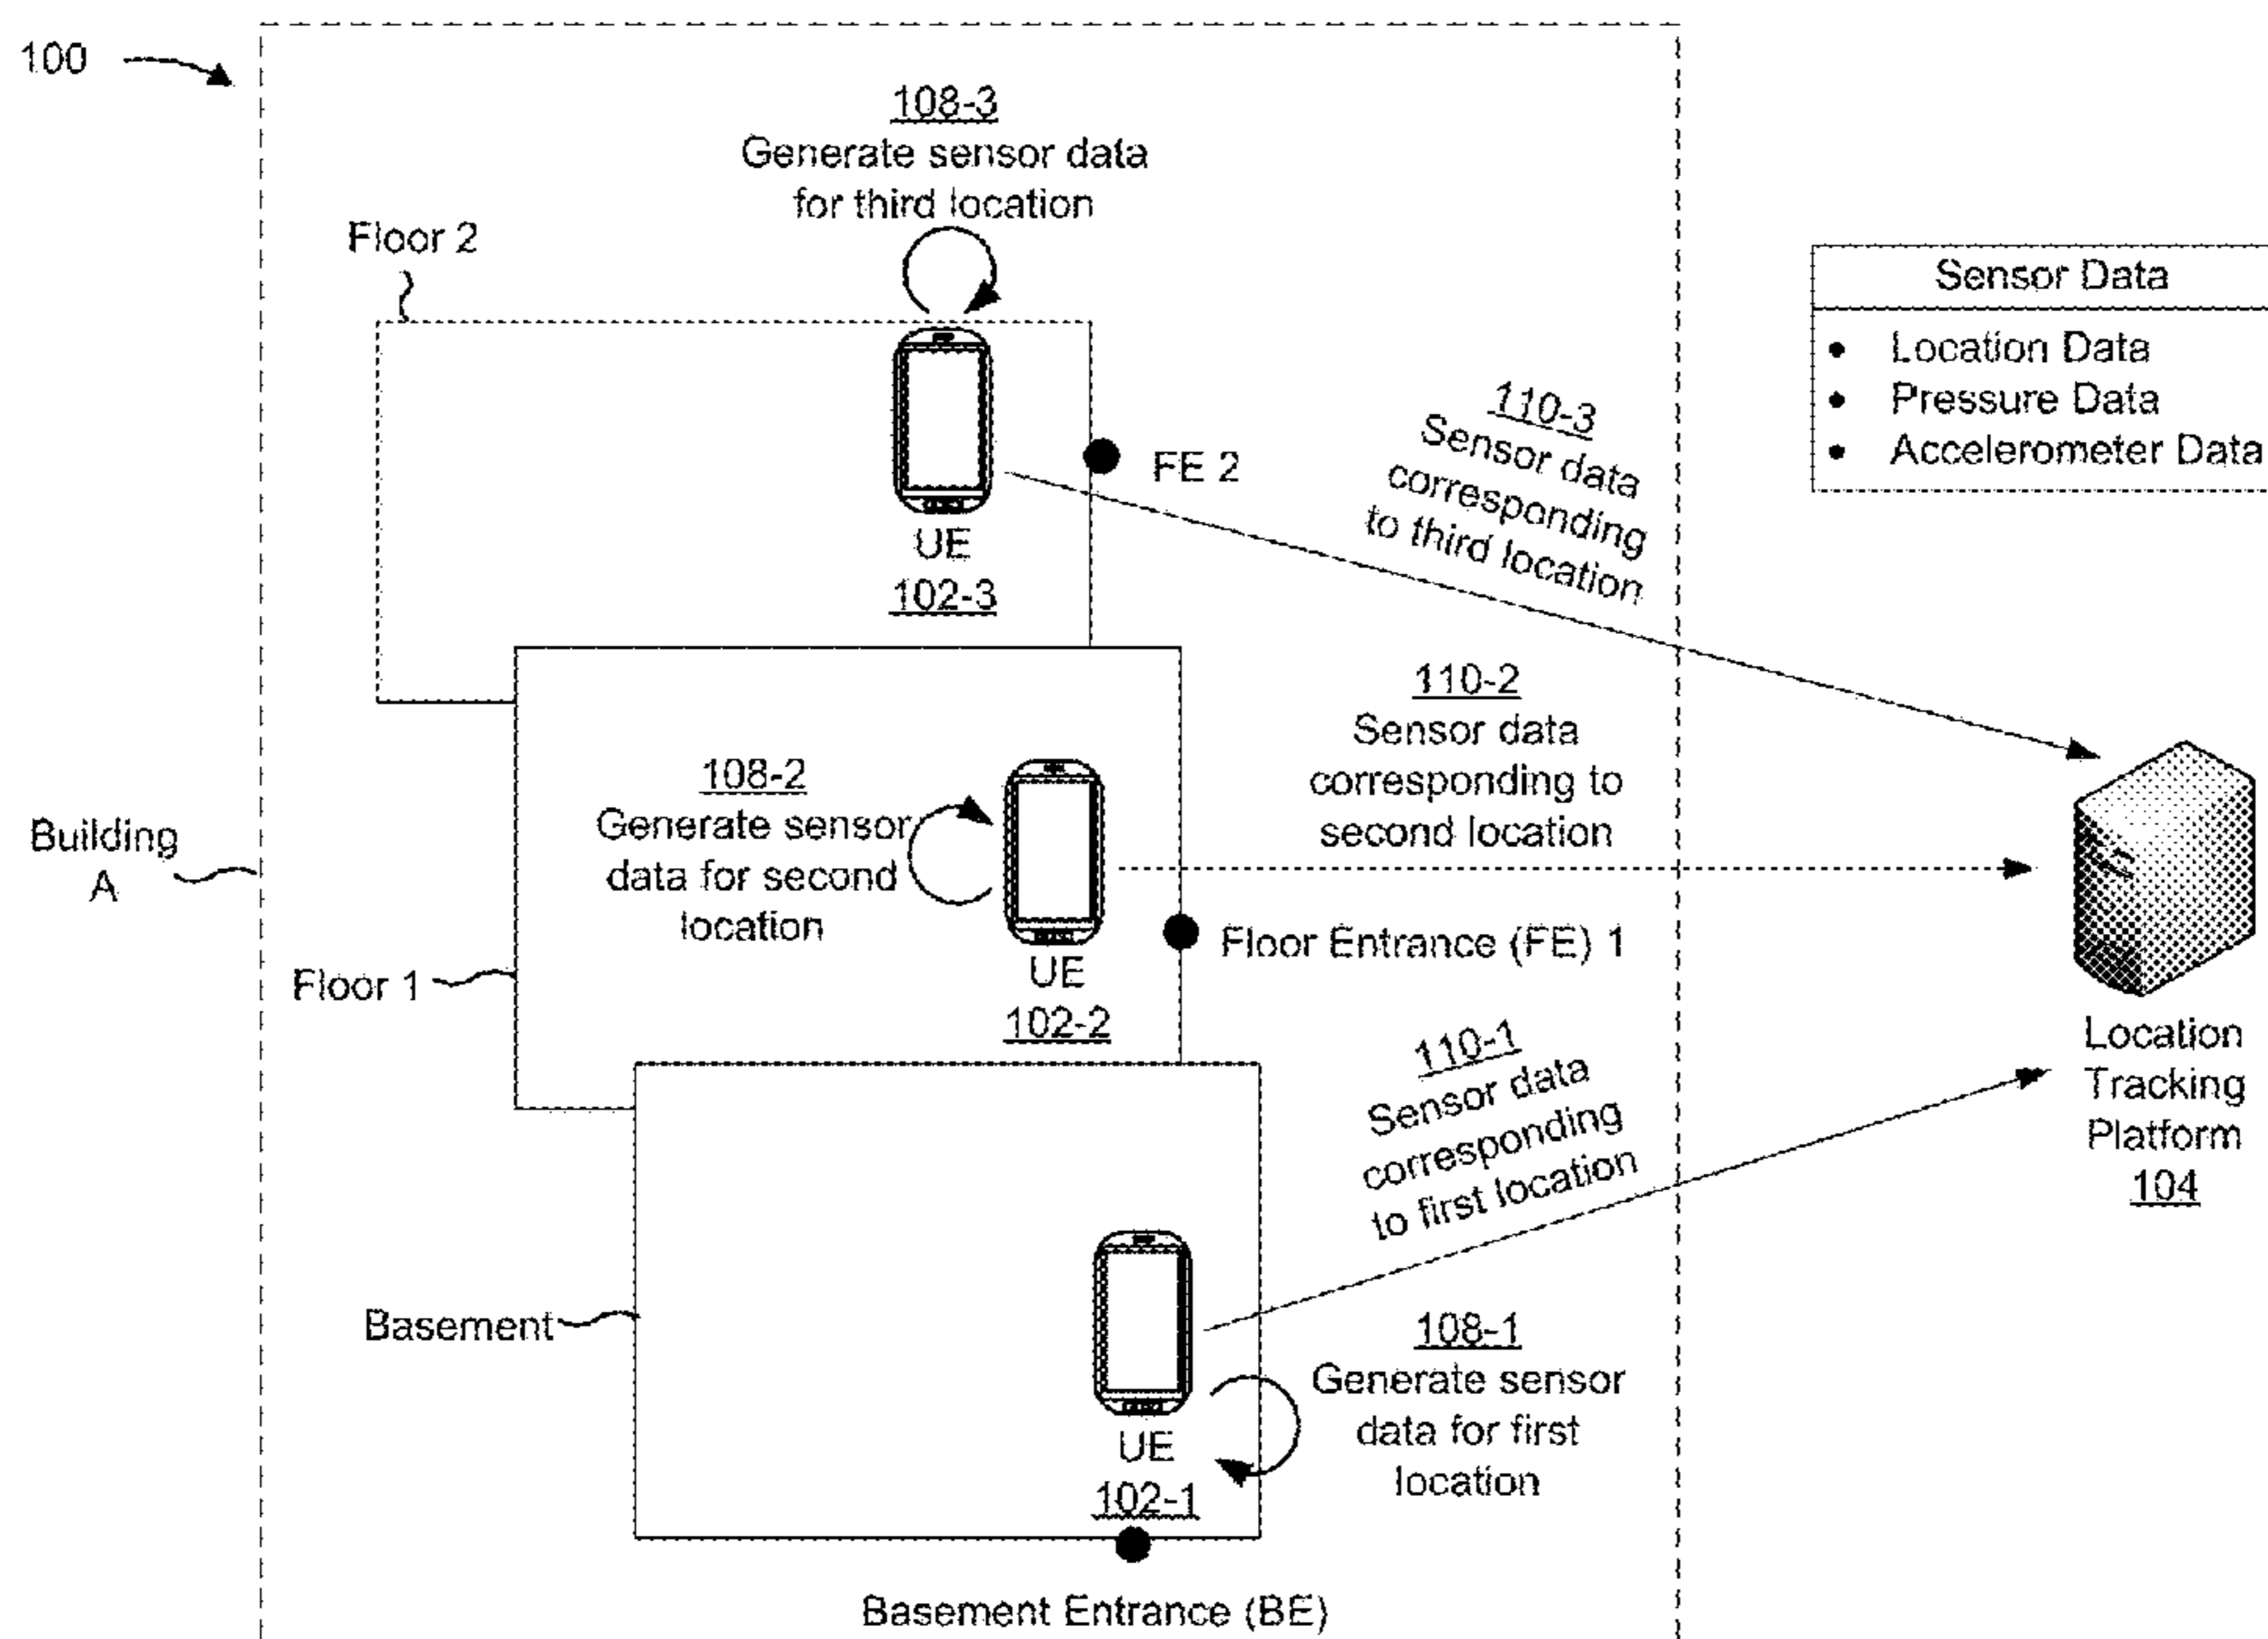 100
108-3
Generate sensor data
for third location
Floor 2
Sensor Data
• Location Data
• Pressure Data
• Accelerometer Data
FE 2
110-3
Sensor data
corresponding
to third location
UE
102-3
110-2
Sensor data
corresponding to
second location
108-2
Generate sensor
data for second
location
Building
A
Floor Entrance (FE) 1
UE
102-2
Floor 1
Location
Tracking
Platform
104
110-1
Sensor data
corresponding
to first location
Basement
108-1
Generate sensor
data for first
location
UE
102-1
Basement Entrance (BE)